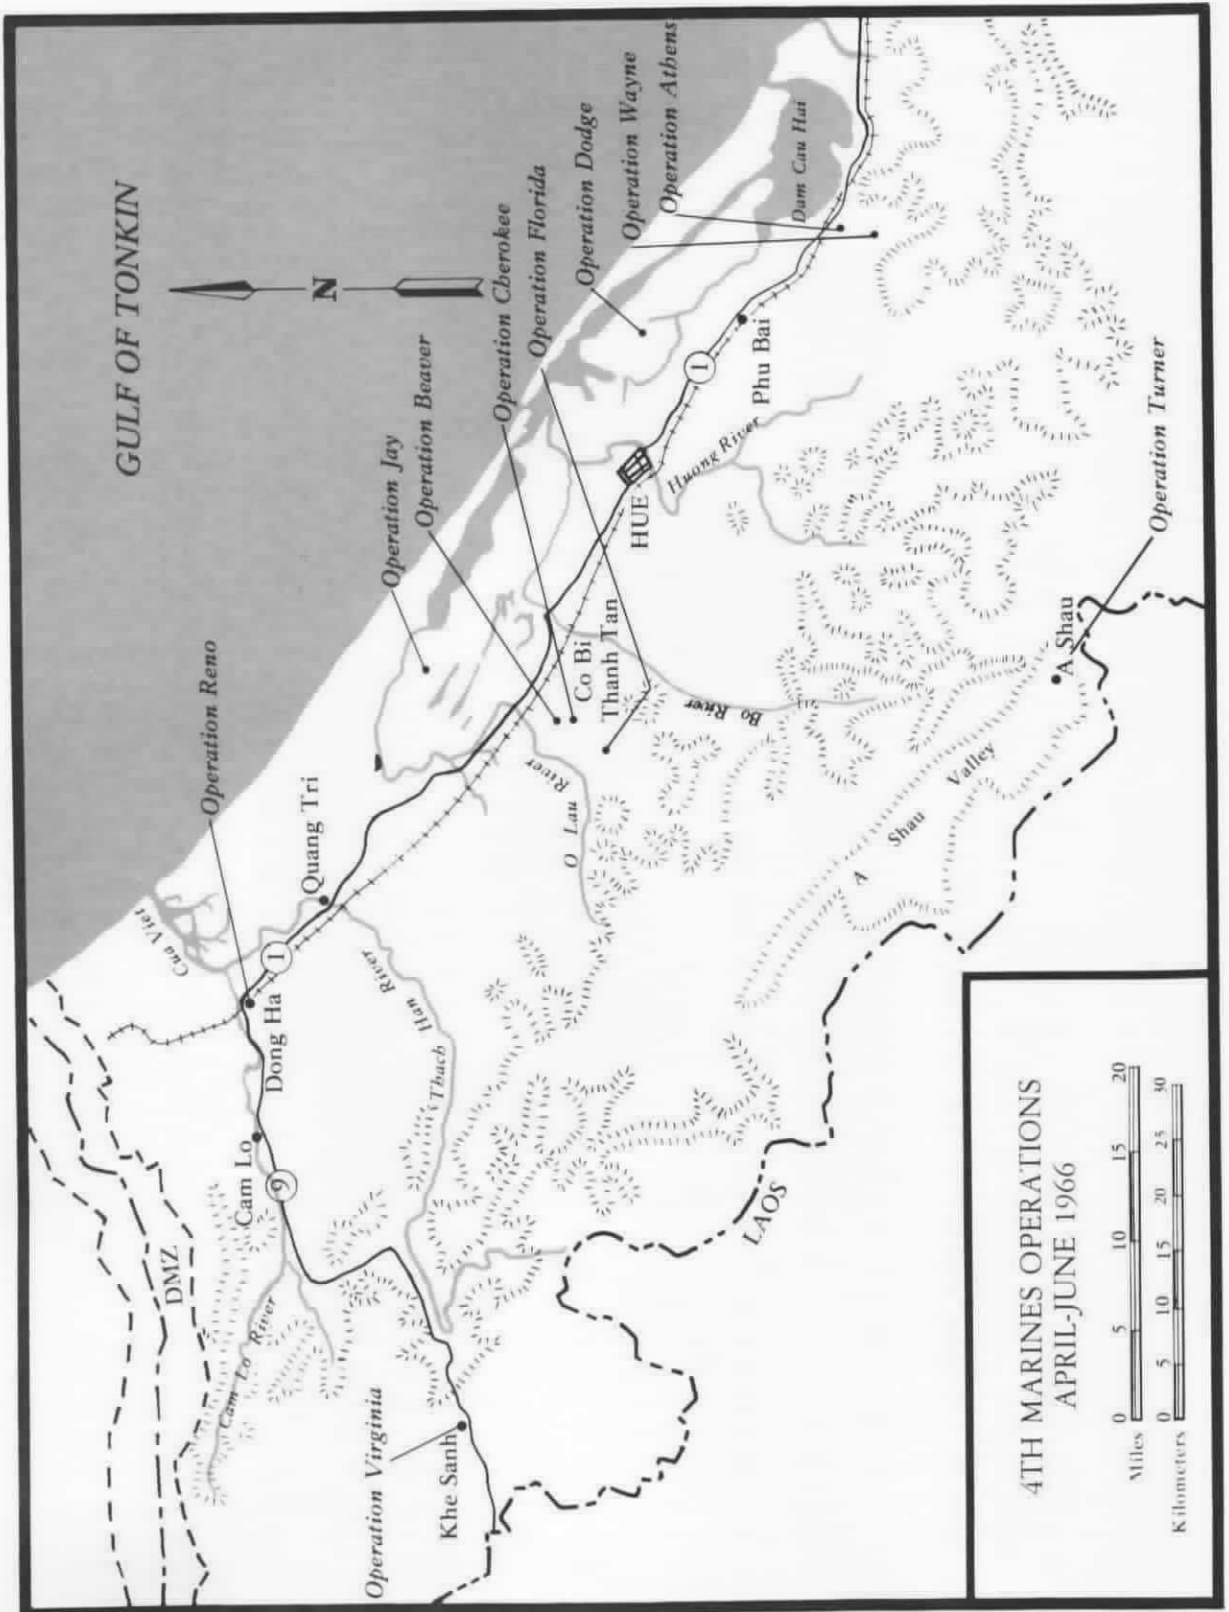 GULF OF TONKIN
N
Operation Reno
Operation Jay
Operation Beaver
Operation Cherokee
Operation Florida
Operation Dodge
Operation Wayne
Operation Athens
Operation Virginia
Operation Turner
DMZ
Cam Lo River
Cam Lo
9
Dong Ha
Cua Viet
1
Quang Tri
Thach Han River
Khe Sanh
LAOS
O Lau River
Co Bi
Thanh Tan
Bo River
HUE
Huong River
1
Phu Bai
Dam Cau Hai
A Shau Valley
A Shau
4TH MARINES OPERATIONS
APRIL-JUNE 1966
0 5 10 15 20
Miles
0 5 10 15 20 25 30
Kilometers